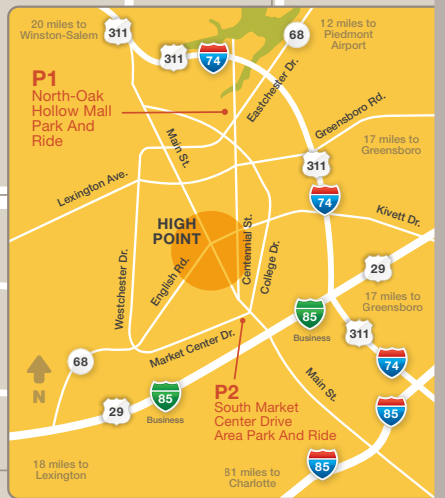 20 miles to
Winston-Salem
311
311
74
68
12 miles to
Piedmont
Airport
P1
North-Oak
Hollow Mall
Park And
Ride
Eastchester Dr.
Greensboro Rd.
Main St.
17 miles to
Greensboro
311
74
Lexington Ave.
Kivett Dr.
HIGH
POINT
Westchester Dr.
English Rd.
Centennial St.
College Dr.
29
17 miles to
Greensboro
85
Business
311
74
Market Center Dr.
68
N
Main St.
P2
South Market
Center Drive
Area Park And Ride
85
Business
29
85
85
18 miles to
Lexington
81 miles to
Charlotte